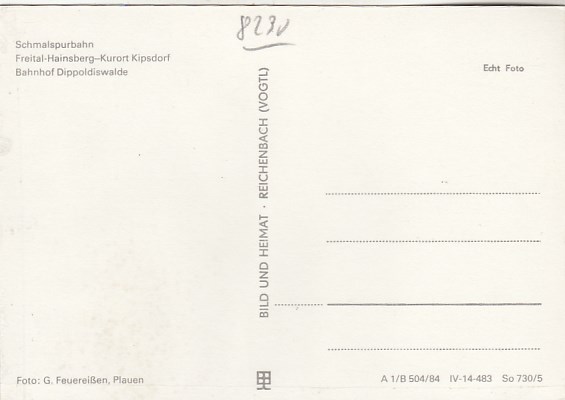 823v
Schmalspurbahn
Freital-Hainsberg–Kurort Kipsdorf
Bahnhof Dippoldiswalde
Echt Foto
BILD UND HEIMAT · REICHENBACH (VOGTL)
Foto: G. Feuereißen, Plauen
A 1/B 504/84 IV-14-483 So 730/5